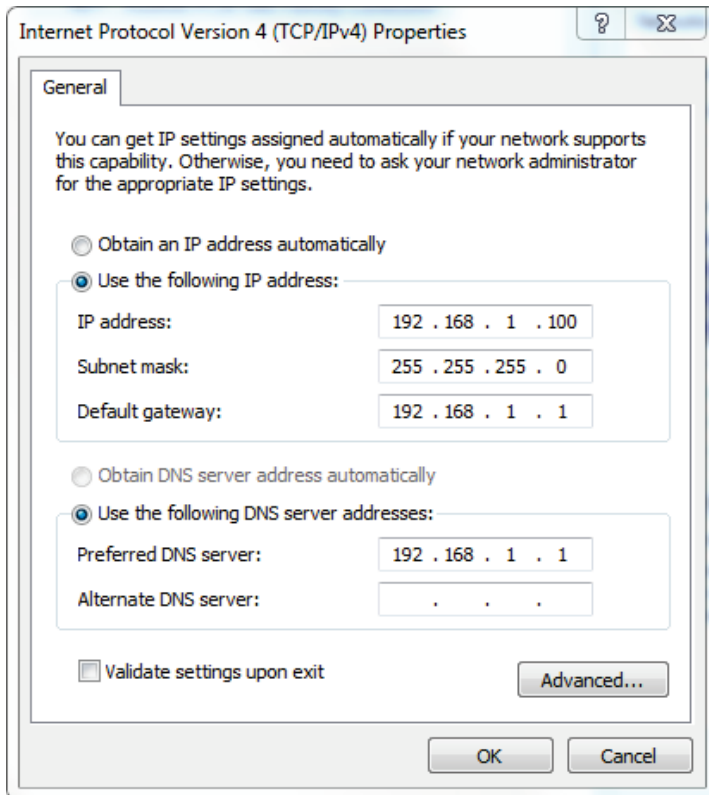 Internet Protocol Version 4 (TCP/IPv4) Properties
General
You can get IP settings assigned automatically if your network supports
this capability. Otherwise, you need to ask your network administrator
for the appropriate IP settings.
Obtain an IP address automatically
Use the following IP address:
IP address: 192 . 168 . 1 . 100
Subnet mask: 255 . 255 . 255 . 0
Default gateway: 192 . 168 . 1 . 1
Obtain DNS server address automatically
Use the following DNS server addresses:
Preferred DNS server: 192 . 168 . 1 . 1
Alternate DNS server: . . .
Validate settings upon exit
Advanced...
OK Cancel